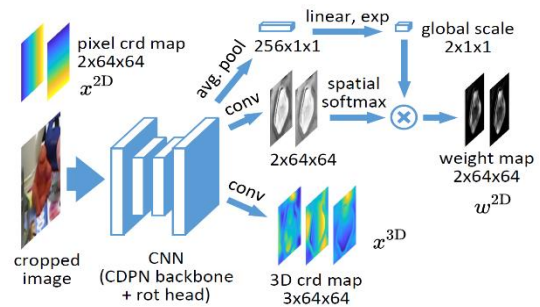 pixel crd map
2x64x64
x^2D
cropped
image
CNN
(CDPN backbone
+ rot head)
avg. pool
256x1x1
linear, exp
global scale
2x1x1
conv
2x64x64
spatial
softmax
weight map
2x64x64
w^2D
conv
3D crd map
3x64x64
x^3D